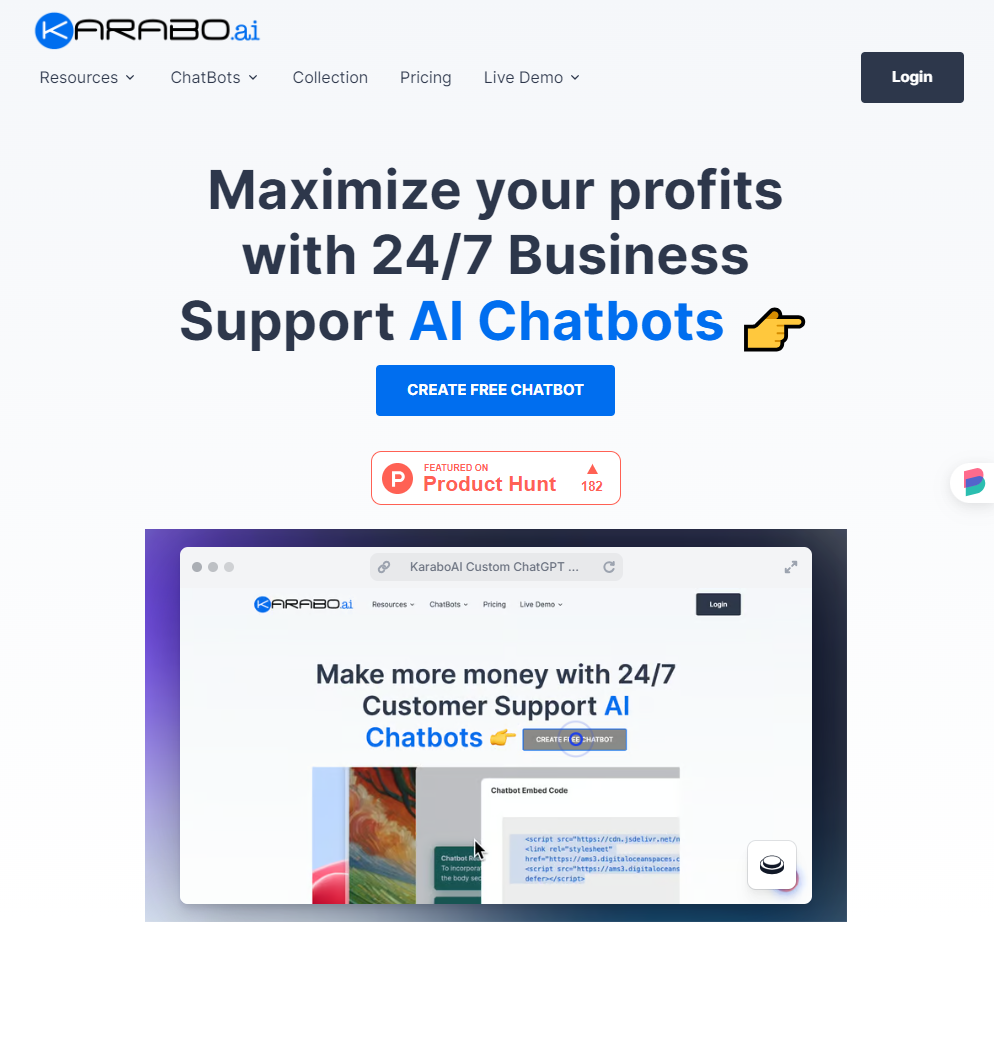 KARABO.ai
Resources
ChatBots
Collection
Pricing
Live Demo
Login
Maximize your profits
with 24/7 Business
Support AI Chatbots
CREATE FREE CHATBOT
FEATURED ON
Product Hunt
182
KaraboAI Custom ChatGPT ...
KARABO.ai
Resources
ChatBots
Pricing
Live Demo
Login
Make more money with 24/7
Customer Support AI
Chatbots
CREATE FREE CHATBOT
Chatbot Embed Code
<script src="https://cdn.jsdelivr.net/n
<link rel="stylesheet"
href="https://ams3.digitaloceanspaces.c
<script src="https://ams3.digitaloceanspaces.
defer></script>
Chatbot Re
To incorpora
the body sec